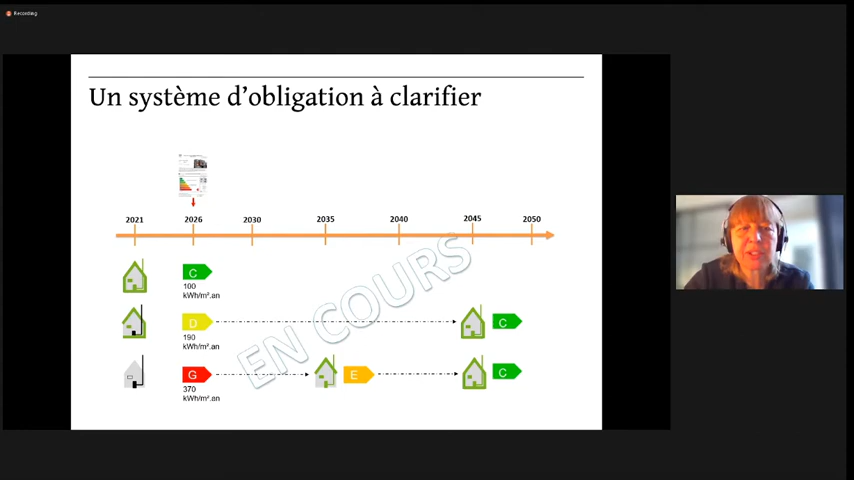 Recording
Un système d’obligation à clarifier
2021 2026 2030 2035 2040 2045 2050
C
100
kWh/m².an
D C
190
kWh/m².an
G E C
370
kWh/m².an
EN COURS